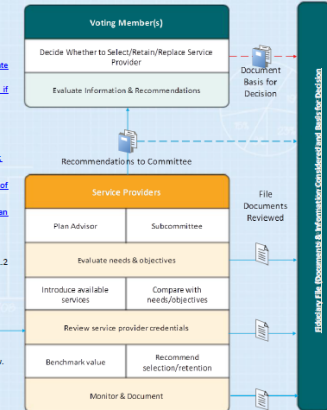 Voting Member(s)
Decide Whether to Select/Retain/Replace Service
Provider
Evaluate Information & Recommendations
Document
Basis for
Decision
if
Recommendations to Committee
of
Service Providers
File
Documents
Reviewed
Plan Advisor
Subcommittee
Evaluate needs & objectives
.2
Introduce available
services
Compare with
needs/objectives
Review service provider credentials
Benchmark value
Recommend
selection/retention
Monitor & Document
Fiduciary File (Documents & Information Considered and Basis for Decision